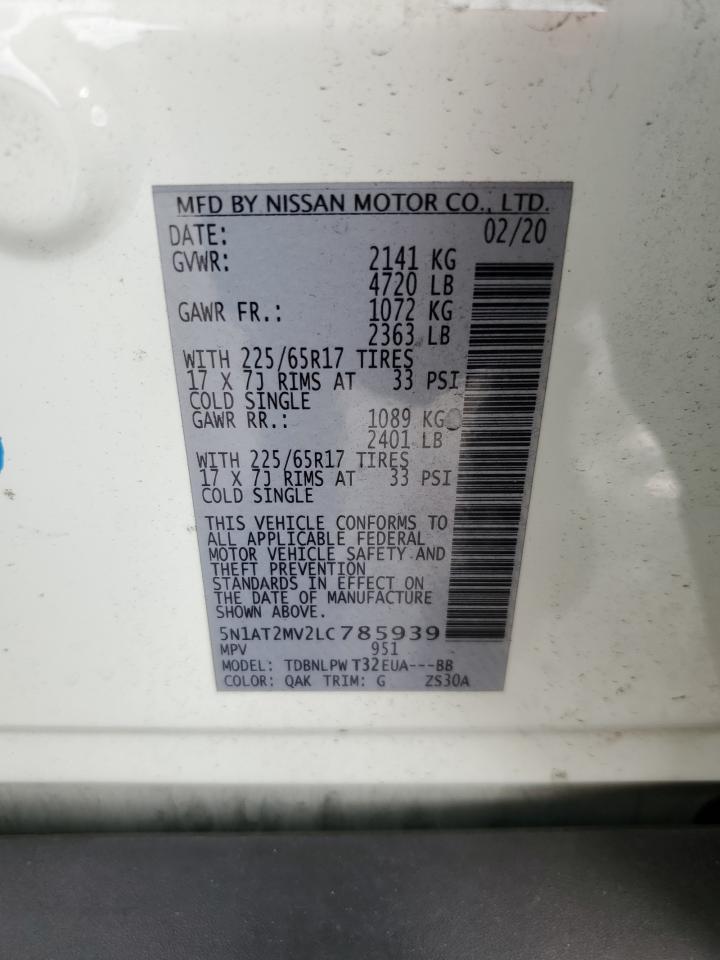 MFD BY NISSAN MOTOR CO., LTD.
DATE: 02/20
GVWR: 2141 KG
4720 LB
GAWR FR.: 1072 KG
2363 LB
WITH 225/65R17 TIRES
17 X 7J RIMS AT 33 PSI
COLD SINGLE
GAWR RR.: 1089 KG
2401 LB
WITH 225/65R17 TIRES
17 X 7J RIMS AT 33 PSI
COLD SINGLE
THIS VEHICLE CONFORMS TO
ALL APPLICABLE FEDERAL
MOTOR VEHICLE SAFETY AND
THEFT PREVENTION
STANDARDS IN EFFECT ON
THE DATE OF MANUFACTURE
SHOWN ABOVE.
5N1AT2MV2LC785939
MPV 951
MODEL: TDBNLPW T32EUA---BB
COLOR: QAK TRIM: G ZS30A